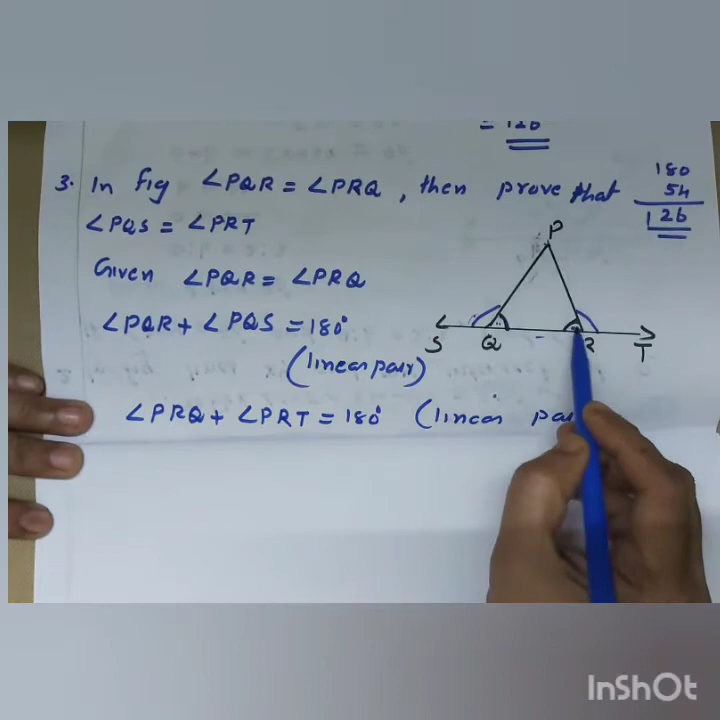 = 126
3. In fig ∠PQR = ∠PRQ, then prove that
180
54
126
∠PQS = ∠PRT
Given ∠PQR = ∠PRQ
∠PQR + ∠PQS = 180°
(linear pair)
∠PRQ + ∠PRT = 180° (linear
P
S Q R T
InShOt